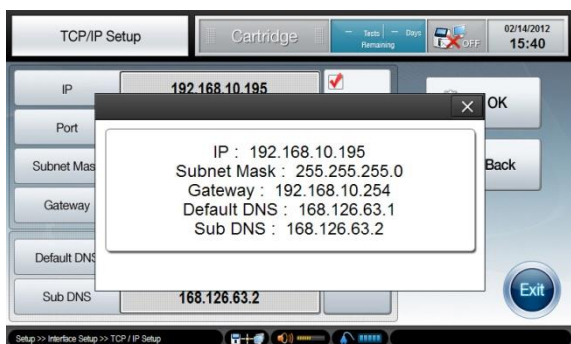 TCP/IP Setup
Cartridge
Tests Days
Remaining
OFF
02/14/2012
15:40
IP
192.168.10.195
OK
Port
Subnet Mas
Back
Gateway
IP : 192.168.10.195
Subnet Mask : 255.255.255.0
Gateway : 192.168.10.254
Default DNS : 168.126.63.1
Sub DNS : 168.126.63.2
Default DNS
Sub DNS
168.126.63.2
Exit
Setup >> Interface Setup >> TCP / IP Setup